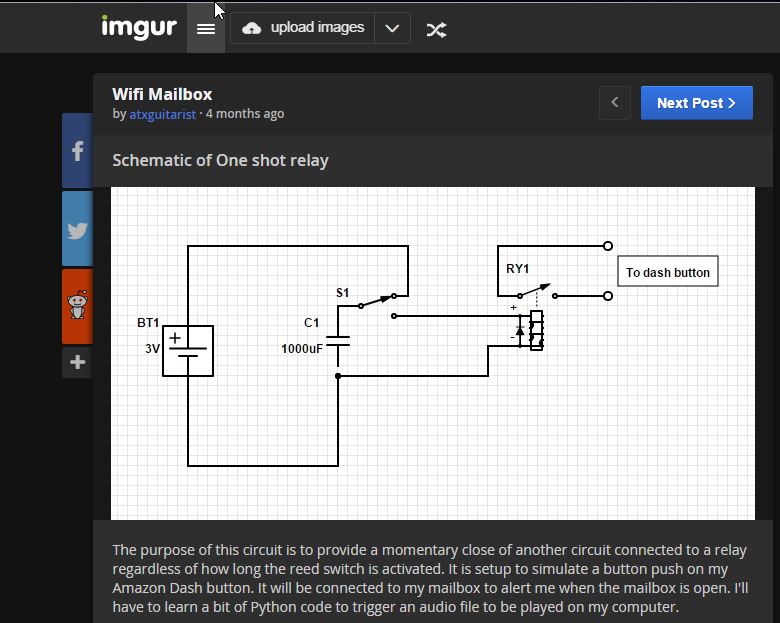 imgur
upload images
Wifi Mailbox
by atxguitarist · 4 months ago
Next Post >
Schematic of One shot relay
RY1
To dash button
S1
+
BT1
C1
+
3V
1000uF
-
The purpose of this circuit is to provide a momentary close of another circuit connected to a relay
regardless of how long the reed switch is activated. It is setup to simulate a button push on my
Amazon Dash button. It will be connected to my mailbox to alert me when the mailbox is open. I'll
have to learn a bit of Python code to trigger an audio file to be played on my computer.